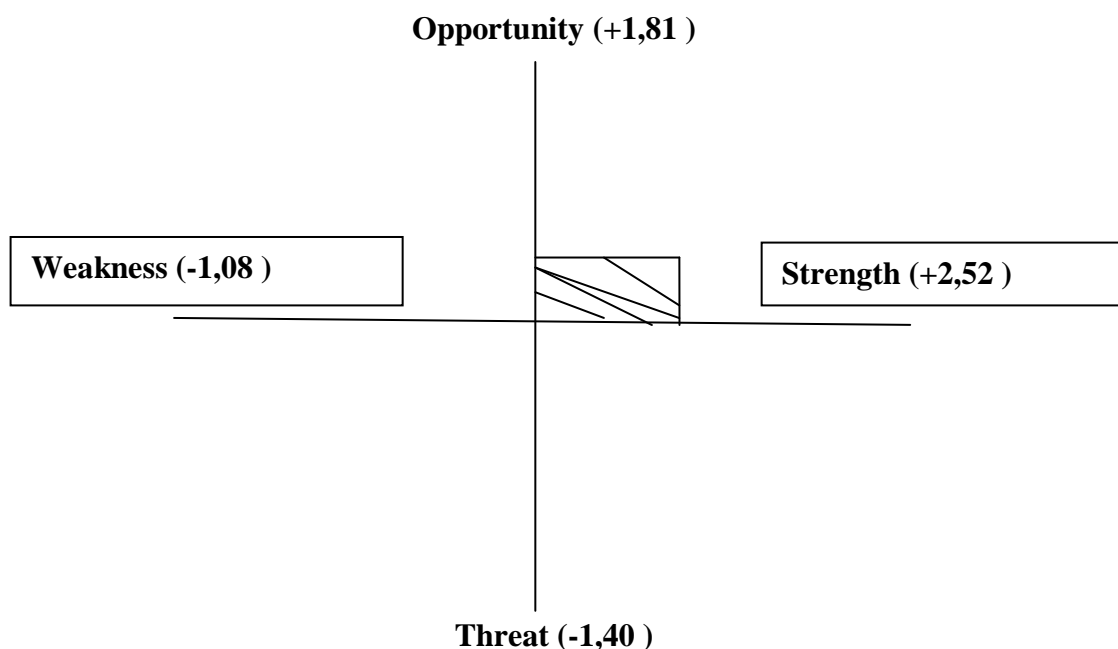 Opportunity (+1,81 )
Weakness (-1,08 )
Strength (+2,52 )
Threat (-1,40 )